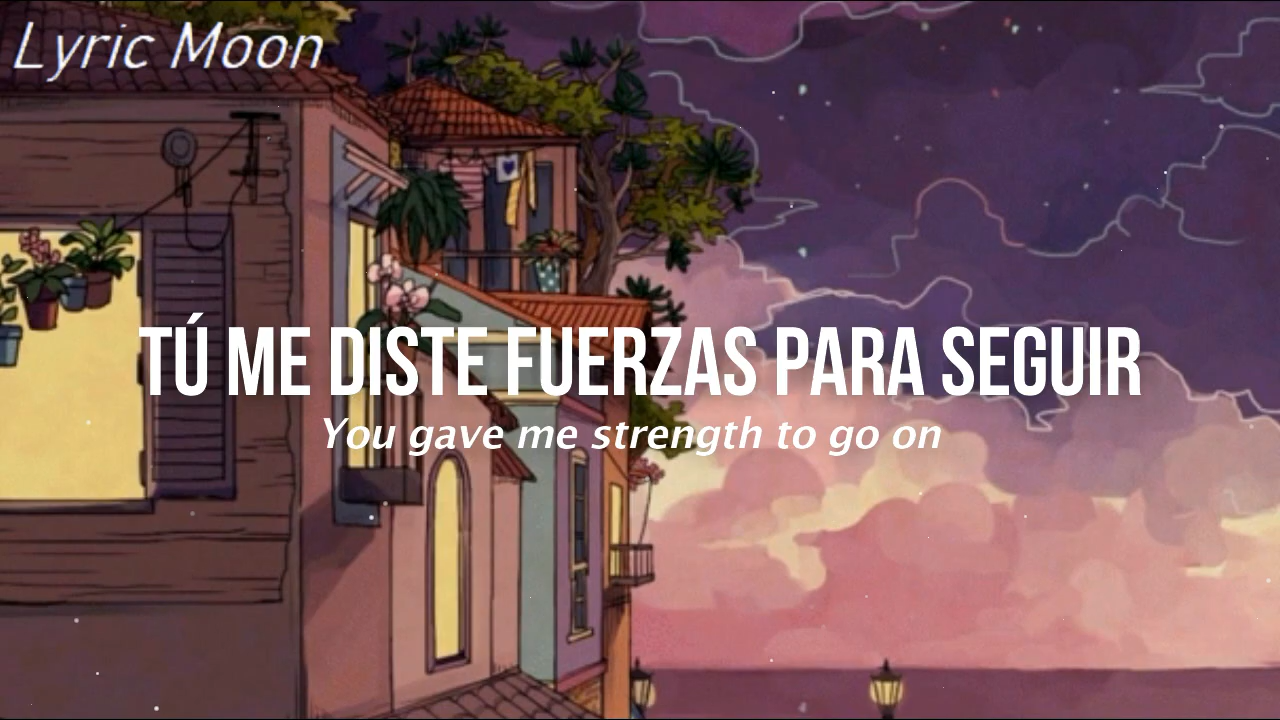 Lyric Moon
TÚ ME DISTE FUERZAS PARA SEGUIR
You gave me strength to go on